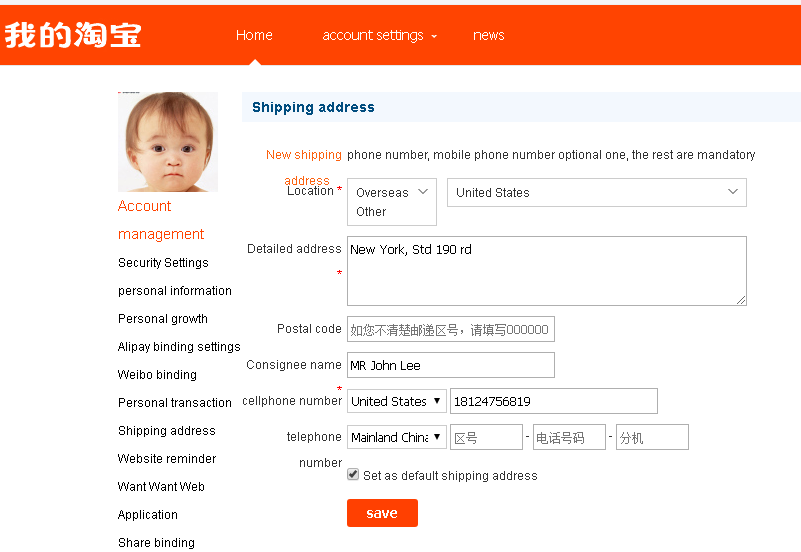 我的淘宝
Home account settings news
Shipping address
New shipping address phone number, mobile phone number optional one, the rest are mandatory
Location * Overseas Other United States
Detailed address * New York, Std 190 rd
Postal code 如您不清楚邮递区号，请填写000000
Consignee name * MR John Lee
cellphone number United States 18124756819
telephone number Mainland China 区号 - 电话号码 - 分机
Set as default shipping address
save
Account
management
Security Settings
personal information
Personal growth
Alipay binding settings
Weibo binding
Personal transaction
Shipping address
Website reminder
Want Want Web
Application
Share binding